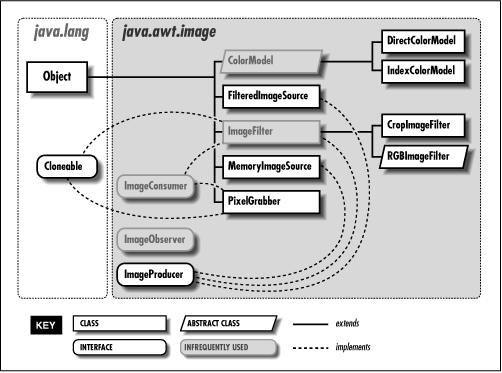 java.lang
java.awt.image
Object
ColorModel
DirectColorModel
IndexColorModel
FilteredImageSource
ImageFilter
CropImageFilter
RGBImageFilter
Cloneable
MemoryImageSource
ImageConsumer
PixelGrabber
ImageObserver
ImageProducer
KEY
CLASS
ABSTRACT CLASS
extends
INTERFACE
INFREQUENTLY USED
implements